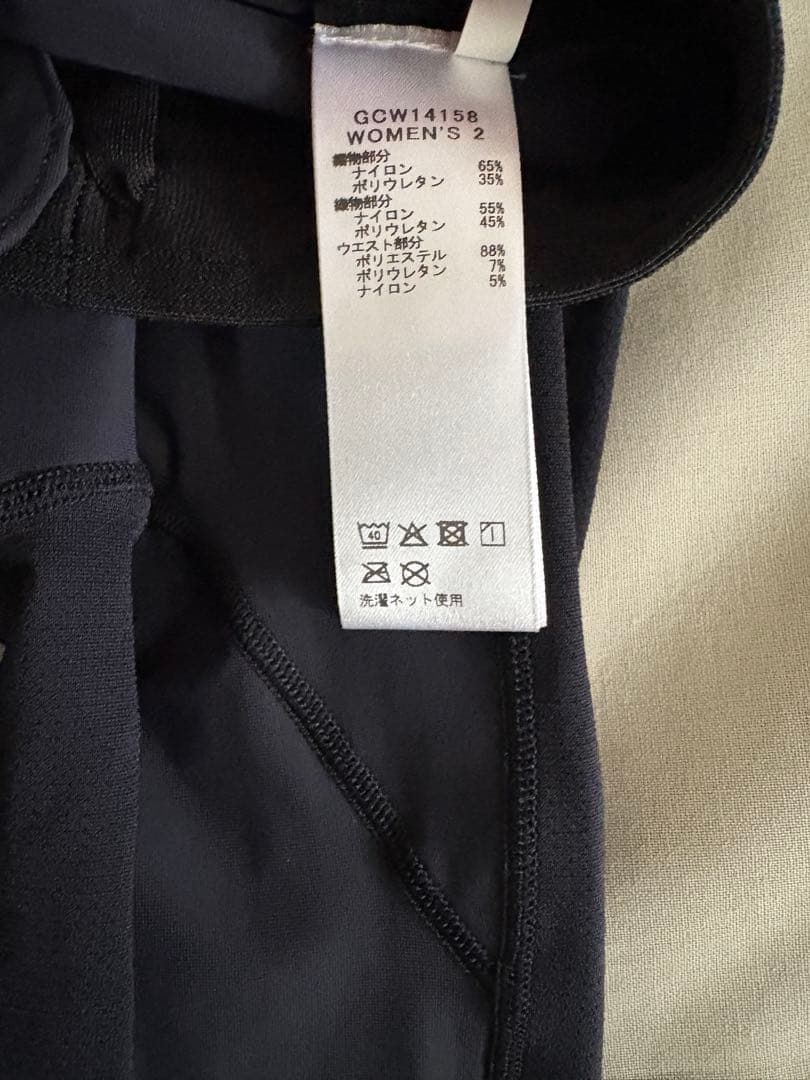 GCW14158
WOMEN'S 2
織物部分
ナイロン 65%
ポリウレタン 35%
織物部分
ナイロン 55%
ポリウレタン 45%
ウエスト部分
ポリエステル 88%
ポリウレタン 7%
ナイロン 5%
40
洗濯ネット使用